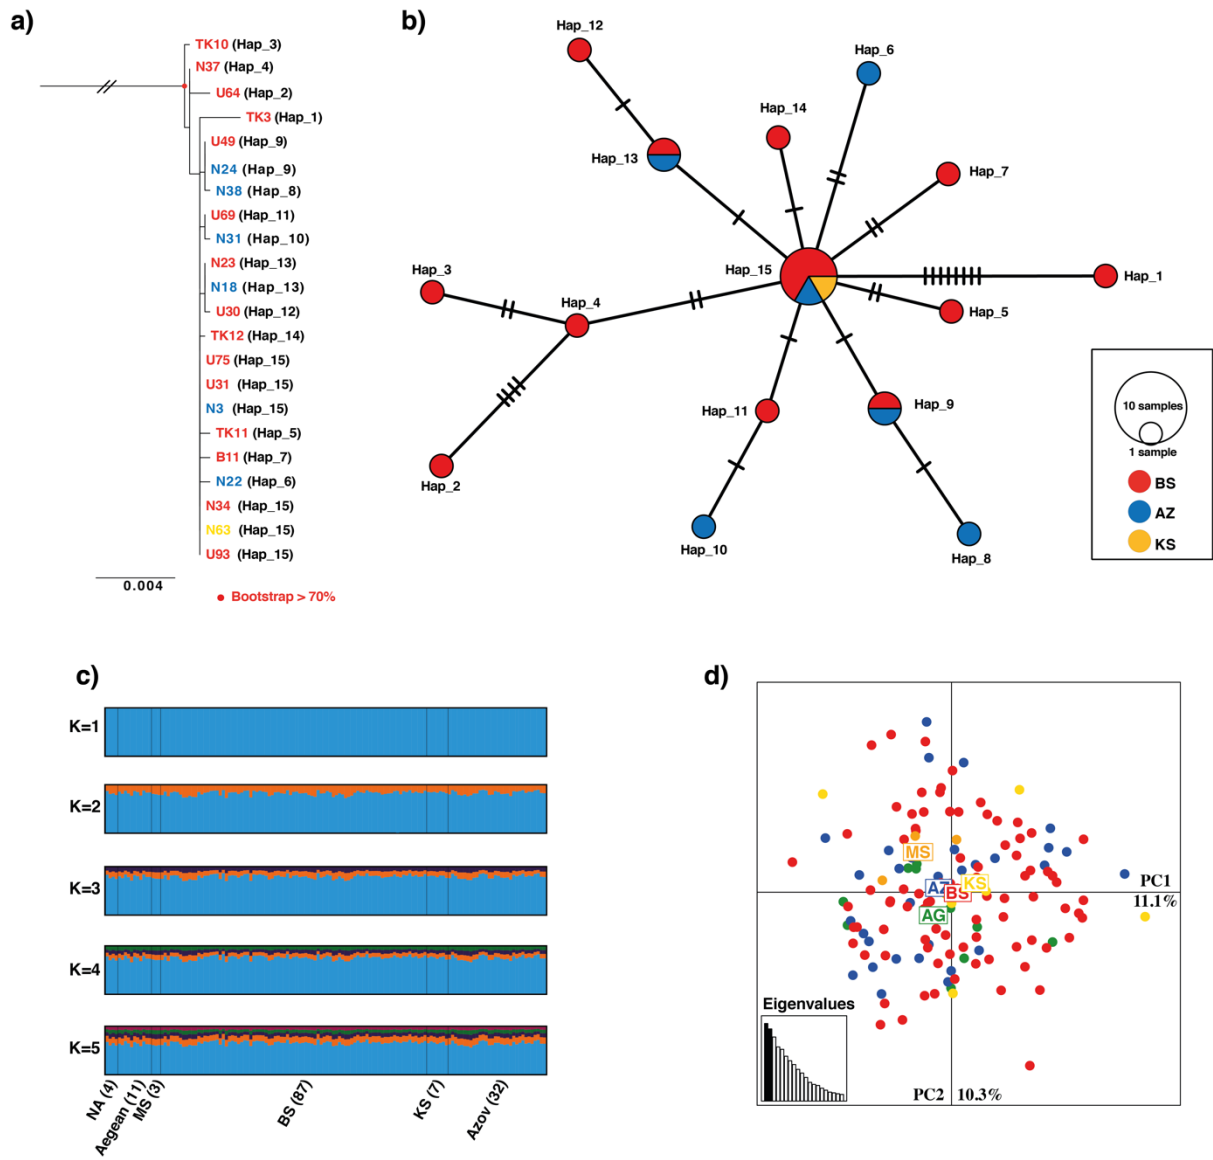 a)
TK10 (Hap_3)
N37 (Hap_4)
U64 (Hap_2)
TK3 (Hap_1)
U49 (Hap_9)
N24 (Hap_9)
N38 (Hap_8)
U69 (Hap_11)
N31 (Hap_10)
N23 (Hap_13)
N18 (Hap_13)
U30 (Hap_12)
TK12 (Hap_14)
U75 (Hap_15)
U31 (Hap_15)
N3 (Hap_15)
TK11 (Hap_5)
B11 (Hap_7)
N22 (Hap_6)
N34 (Hap_15)
N63 (Hap_15)
U93 (Hap_15)
0.004
Bootstrap > 70%
b)
Hap_12
Hap_6
Hap_14
Hap_13
Hap_7
Hap_15
Hap_3
Hap_1
Hap_4
Hap_5
Hap_11
Hap_9
Hap_2
Hap_10
Hap_8
10 samples
1 sample
BS
AZ
KS
c)
K=1
K=2
K=3
K=4
K=5
NA (4)
Aegean (11)
MS (3)
BS (87)
KS (7)
Azov (32)
d)
MS
AZ
BS
KS
AG
PC1
11.1%
Eigenvalues
PC2 10.3%